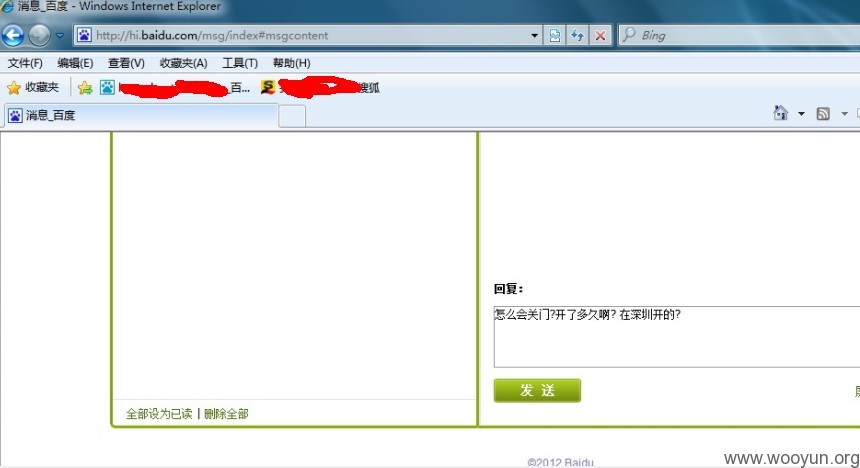 消息_百度 - Windows Internet Explorer
http://hi.baidu.com/msg/index#msgcontent
Bing
文件(F) 编辑(E) 查看(V) 收藏夹(A) 工具(T) 帮助(H)
收藏夹 _百... 搜狐
消息_百度
回复：
怎么会关门?开了多久啊? 在深圳开的?
发 送
全部设为已读 | 删除全部
©2012 Baidu
www.wooyun.org